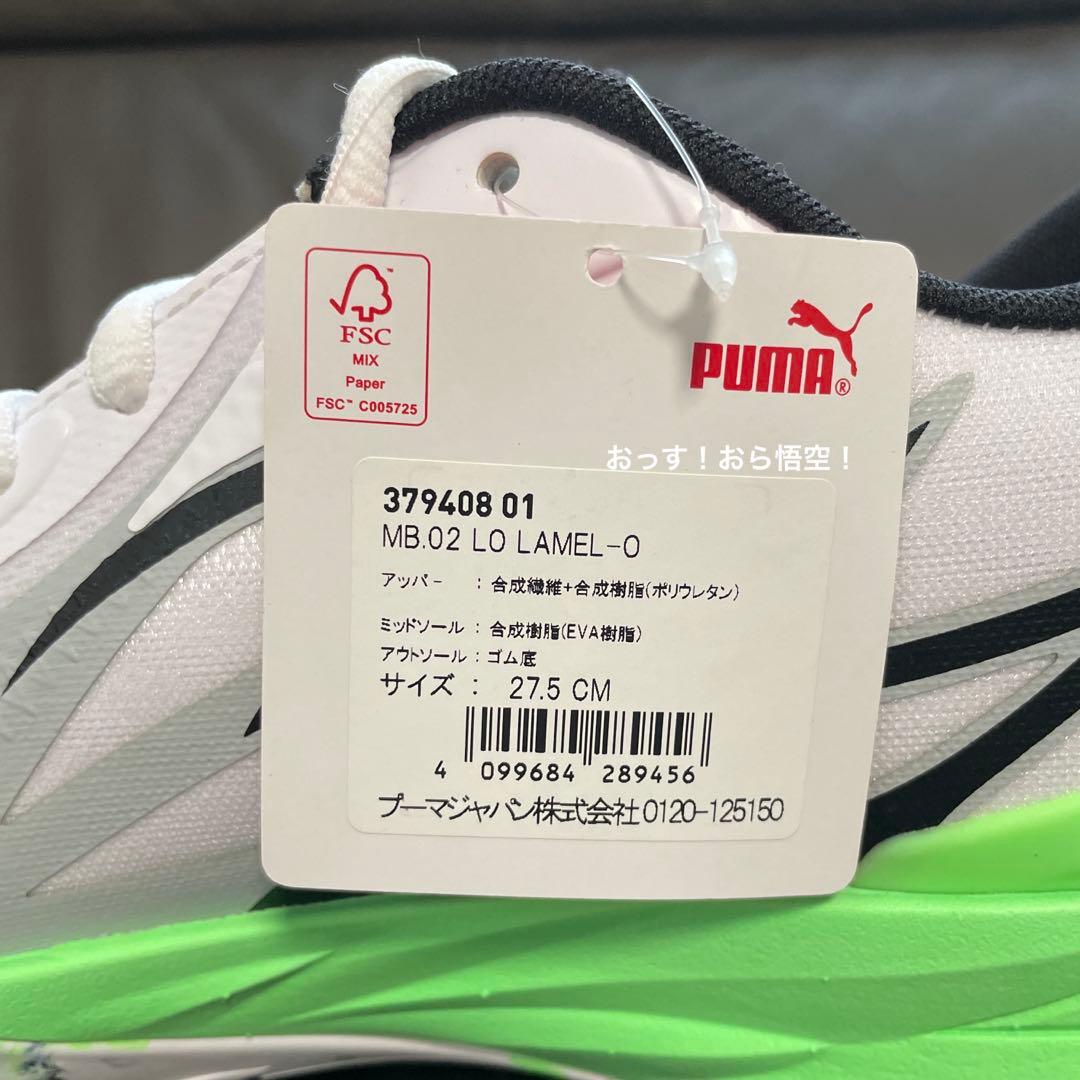 FSC
MIX
Paper
FSC™ C005725
PUMA®
おっす！おら悟空！
379408 01
MB.02 LO LAMEL-O
アッパー : 合成繊維+合成樹脂(ポリウレタン)
ミッドソール : 合成樹脂(EVA樹脂)
アウトソール : ゴム底
サイズ : 27.5 CM
4 099684 289456
プーマジャパン株式会社0120-125150